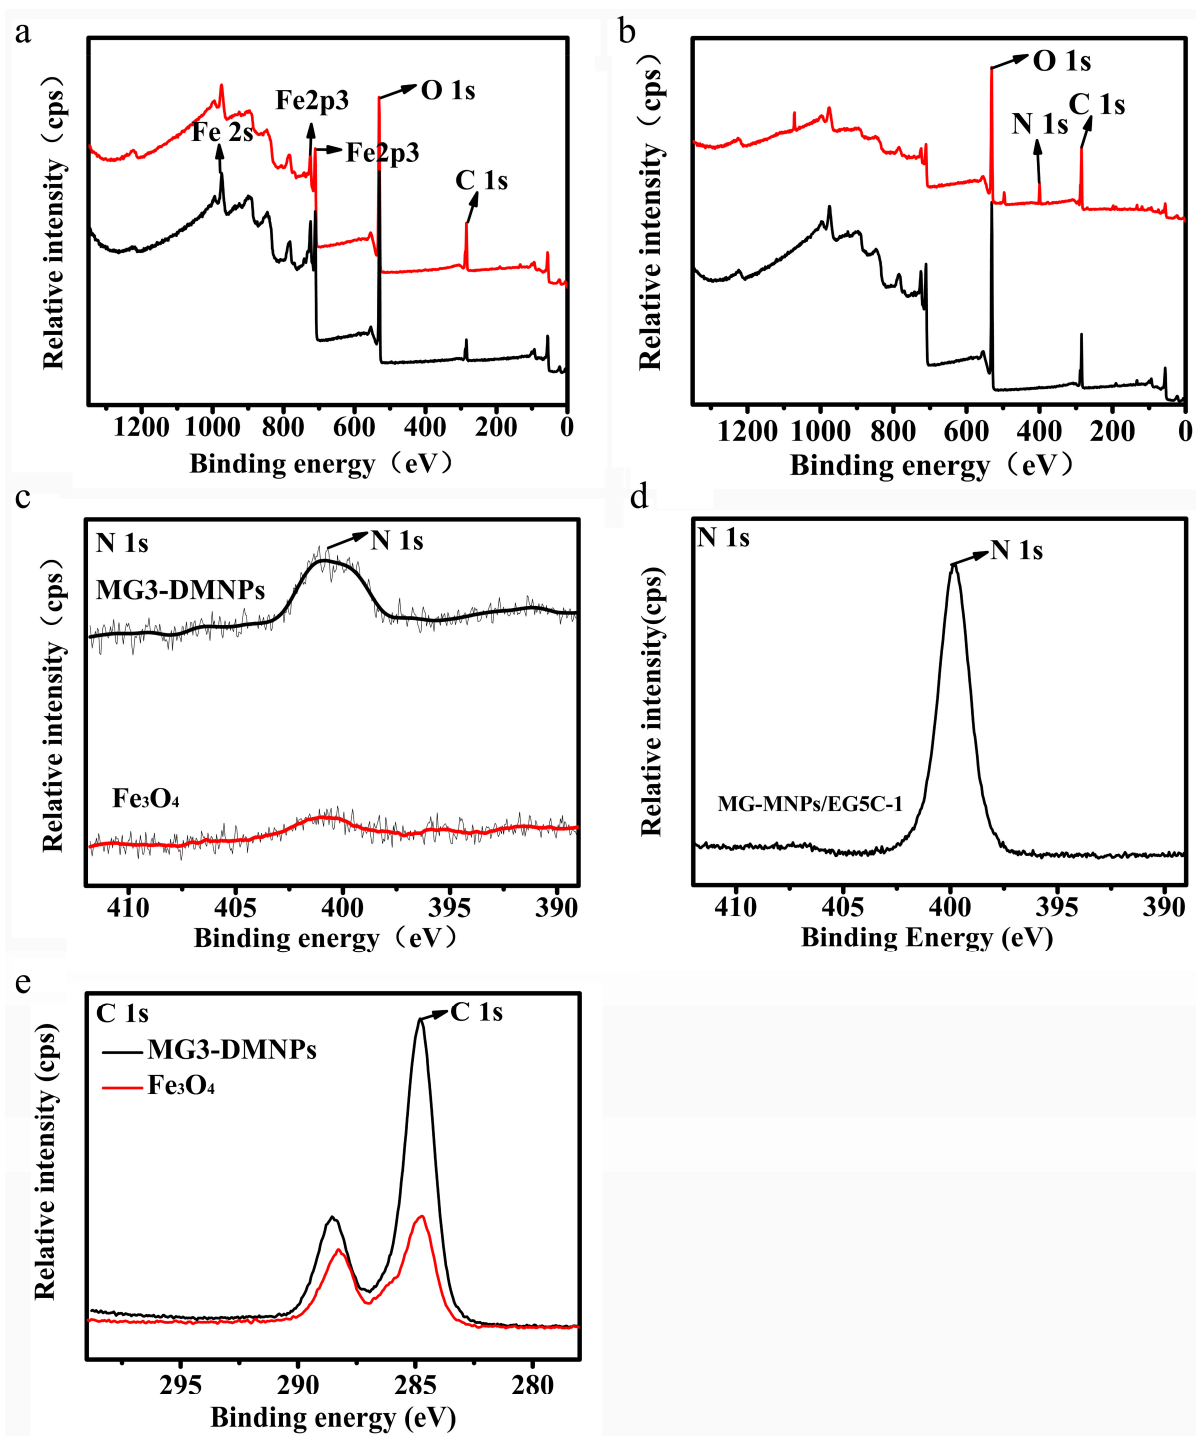 a
Relative intensity（cps）
Fe 2s
Fe2p3
Fe2p3
O 1s
C 1s
1200 1000 800 600 400 200 0
Binding energy（eV）
b
Relative intensity（cps）
O 1s
N 1s
C 1s
1200 1000 800 600 400 200 0
Binding energy（eV）
c
Relative intensity（cps）
N 1s
N 1s
MG3-DMNPs
Fe₃O₄
410 405 400 395 390
Binding energy（eV）
d
Relative intensity(cps)
N 1s
N 1s
MG-MNPs/EG5C-1
410 405 400 395 390
Binding Energy (eV)
e
Relative intensity (cps)
C 1s
C 1s
MG3-DMNPs
Fe₃O₄
295 290 285 280
Binding energy (eV)